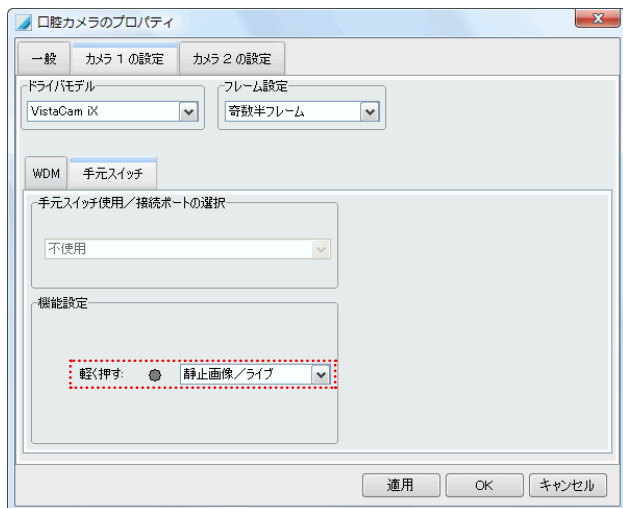 口腔カメラのプロパティ
一般 カメラ1の設定 カメラ2の設定
ドライバモデル フレーム設定
VistaCam iX 奇数半フレーム
WDM 手元スイッチ
手元スイッチ使用／接続ポートの選択
不使用
機能設定
軽く押す: 静止画像／ライブ
適用 OK キャンセル